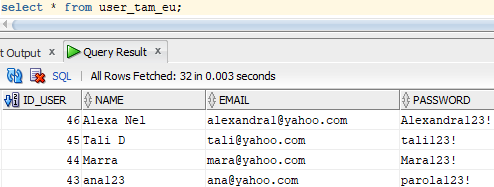 select * from user_tam_eu;
t Output x Query Result x
SQL | All Rows Fetched: 32 in 0.003 seconds
ID_USER NAME EMAIL PASSWORD
46 Alexa Nel alexandra1@yahoo.com Alexandra123!
45 Tali D tali@yahoo.com tali123!
44 Marra mara@yahoo.com Mara123!
43 ana123 ana@yahoo.com parola123!